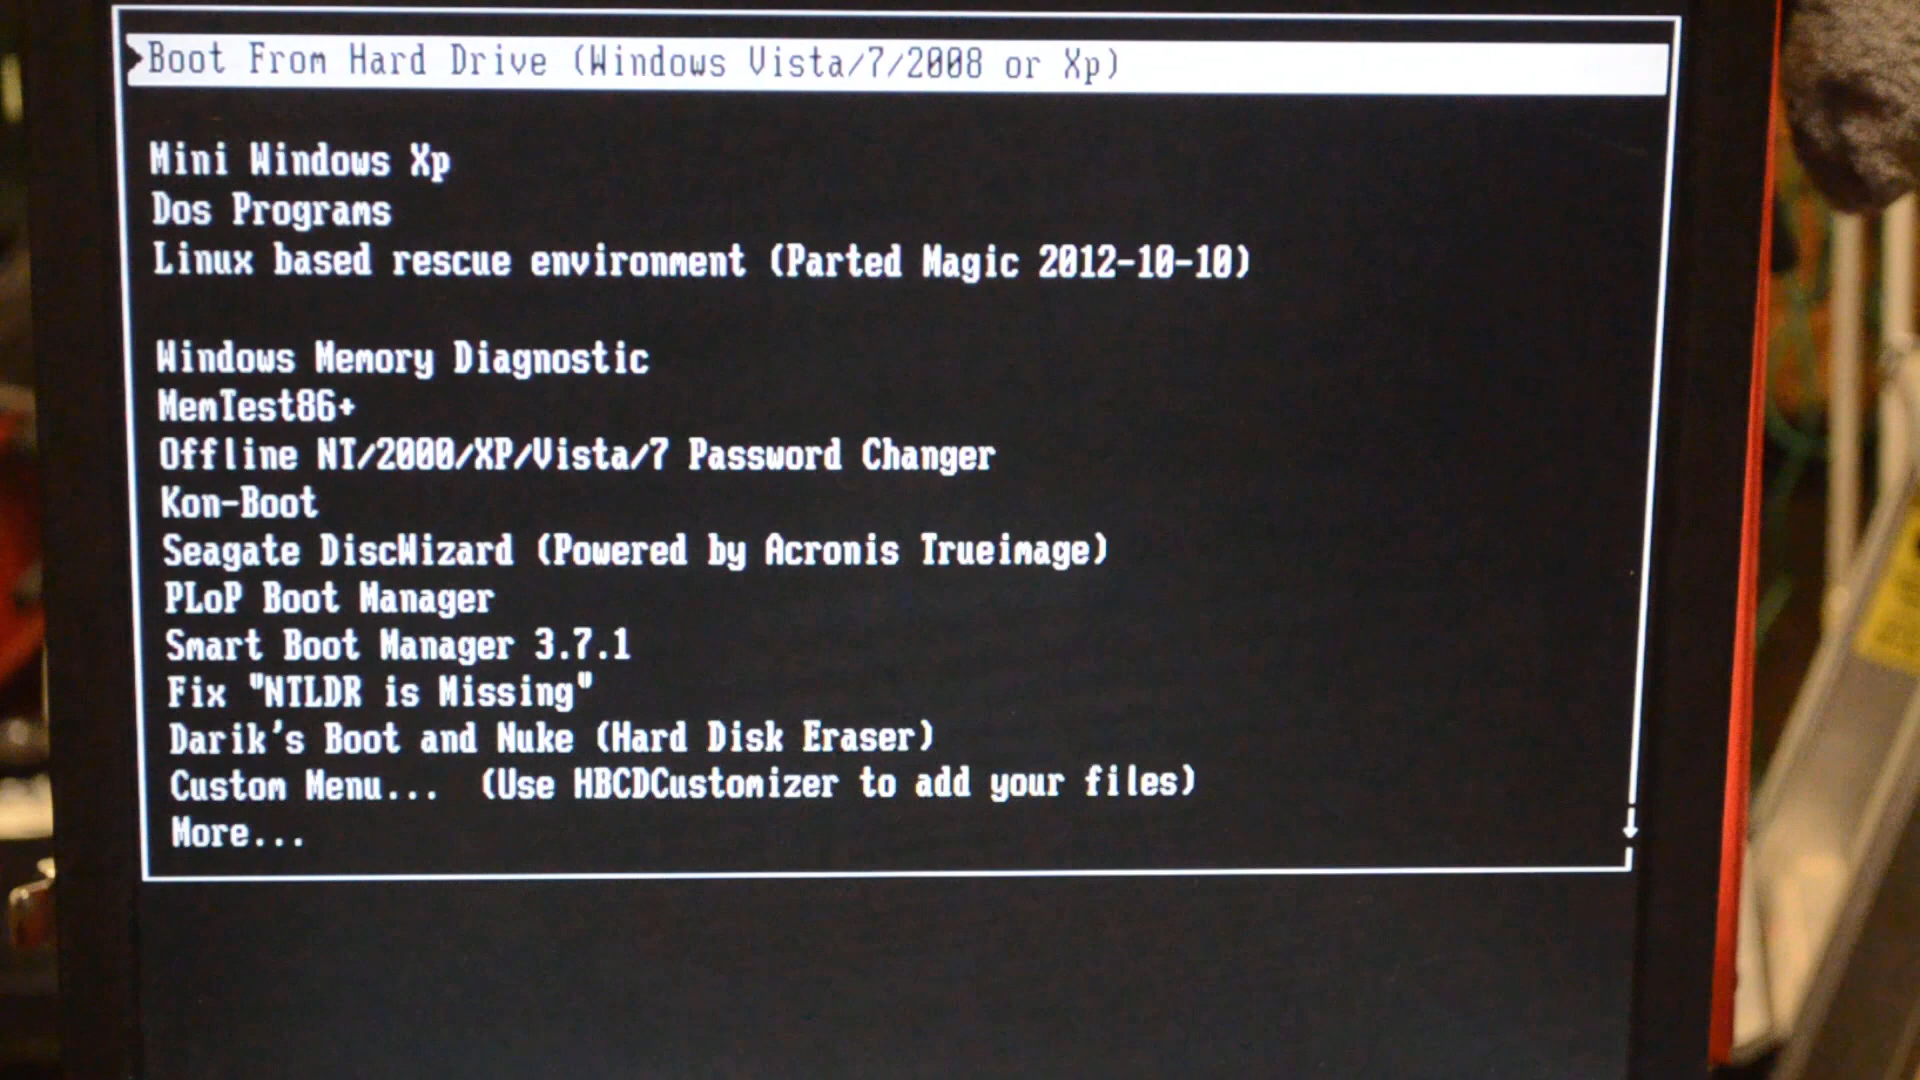 Boot From Hard Drive (Windows Vista/7/2008 or Xp)
Mini Windows Xp
Dos Programs
Linux based rescue environment (Parted Magic 2012-10-10)
Windows Memory Diagnostic
MemTest86+
Offline NT/2000/XP/Vista/7 Password Changer
Kon-Boot
Seagate DiscWizard (Powered by Acronis Trueimage)
PLoP Boot Manager
Smart Boot Manager 3.7.1
Fix "NTLDR is Missing"
Darik's Boot and Nuke (Hard Disk Eraser)
Custom Menu... (Use HBCDCustomizer to add your files)
More...